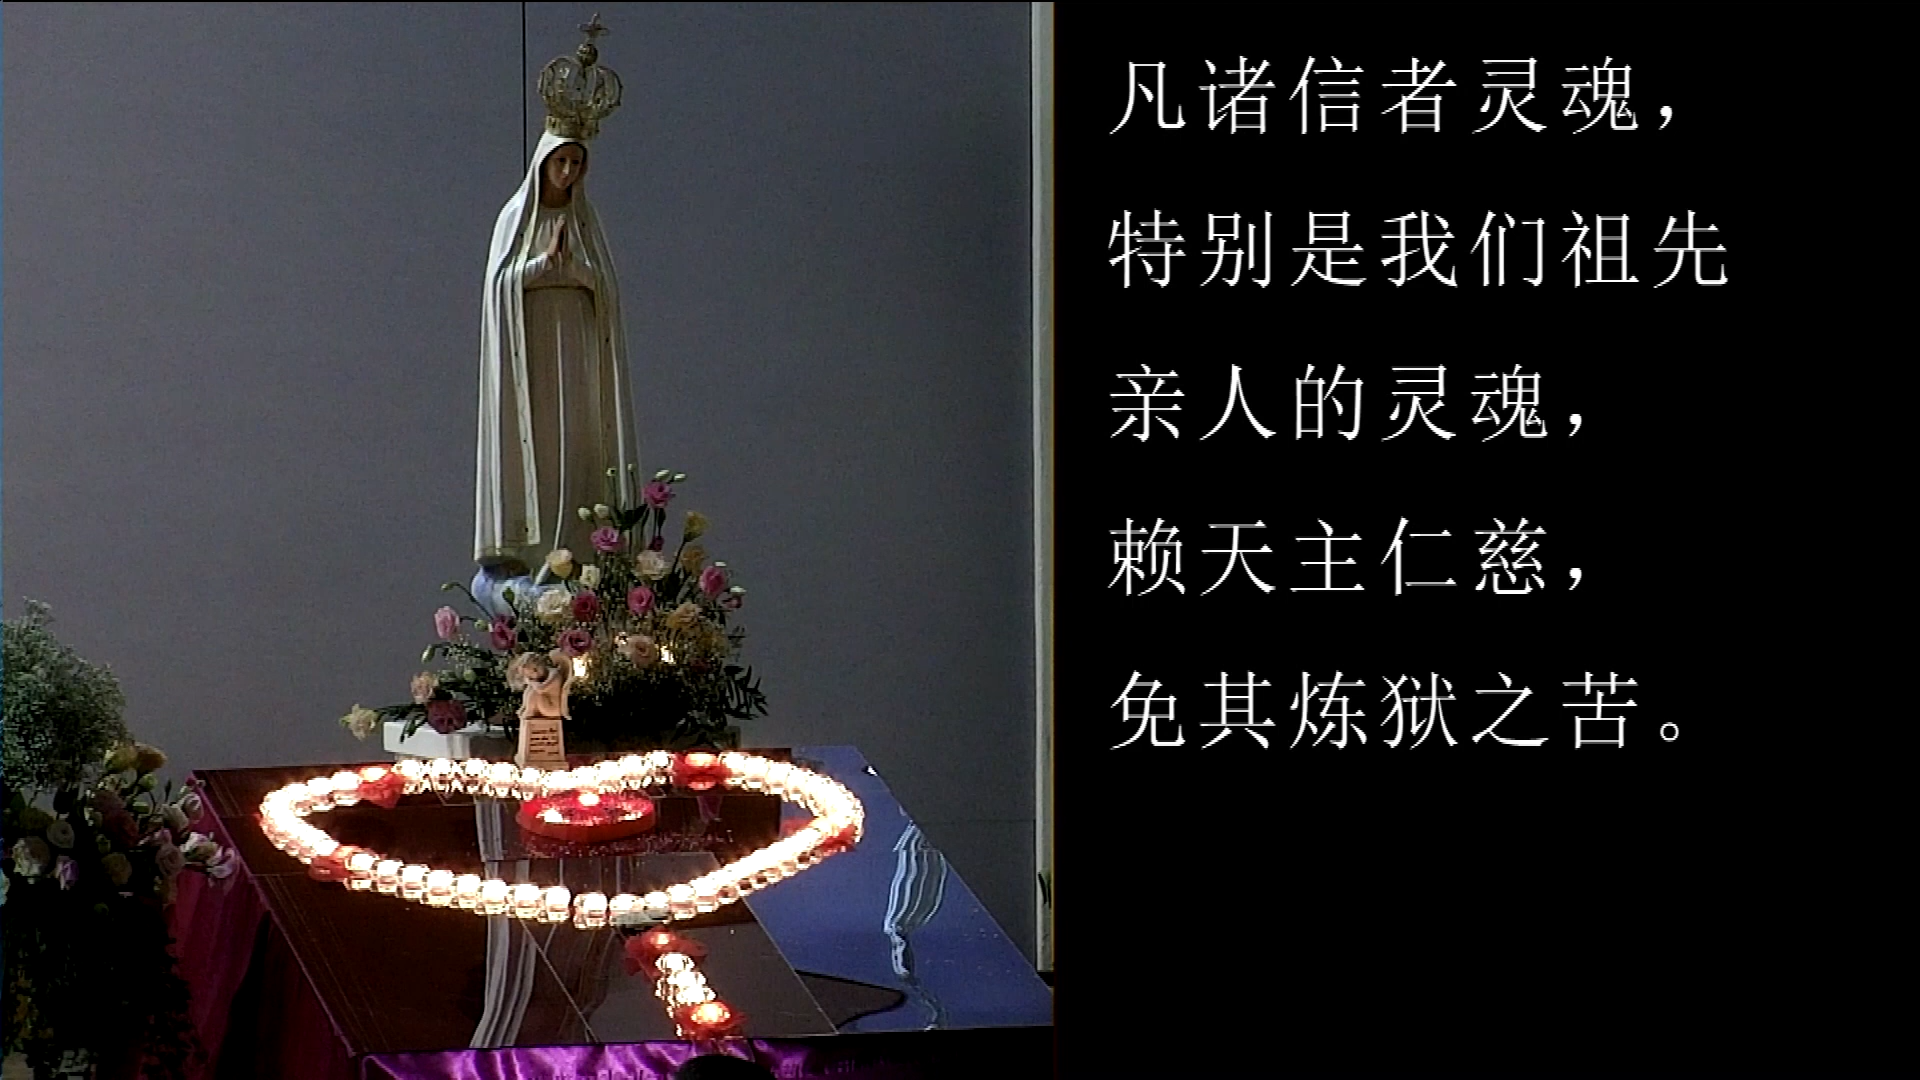 凡诸信者灵魂，
特别是我们祖先
亲人的灵魂，
赖天主仁慈，
免其炼狱之苦。